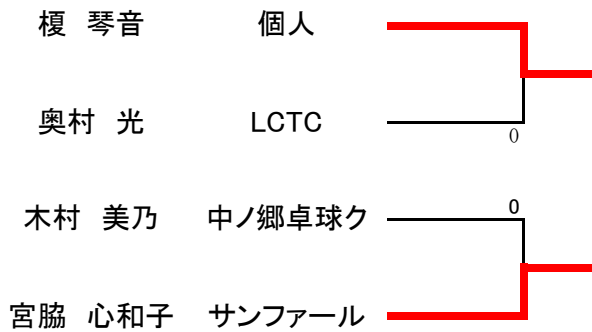 榎 琴音 個人
奥村 光 LCTC
0
0
木村 美乃 中ノ郷卓球ク
宮脇 心和子 サンファール